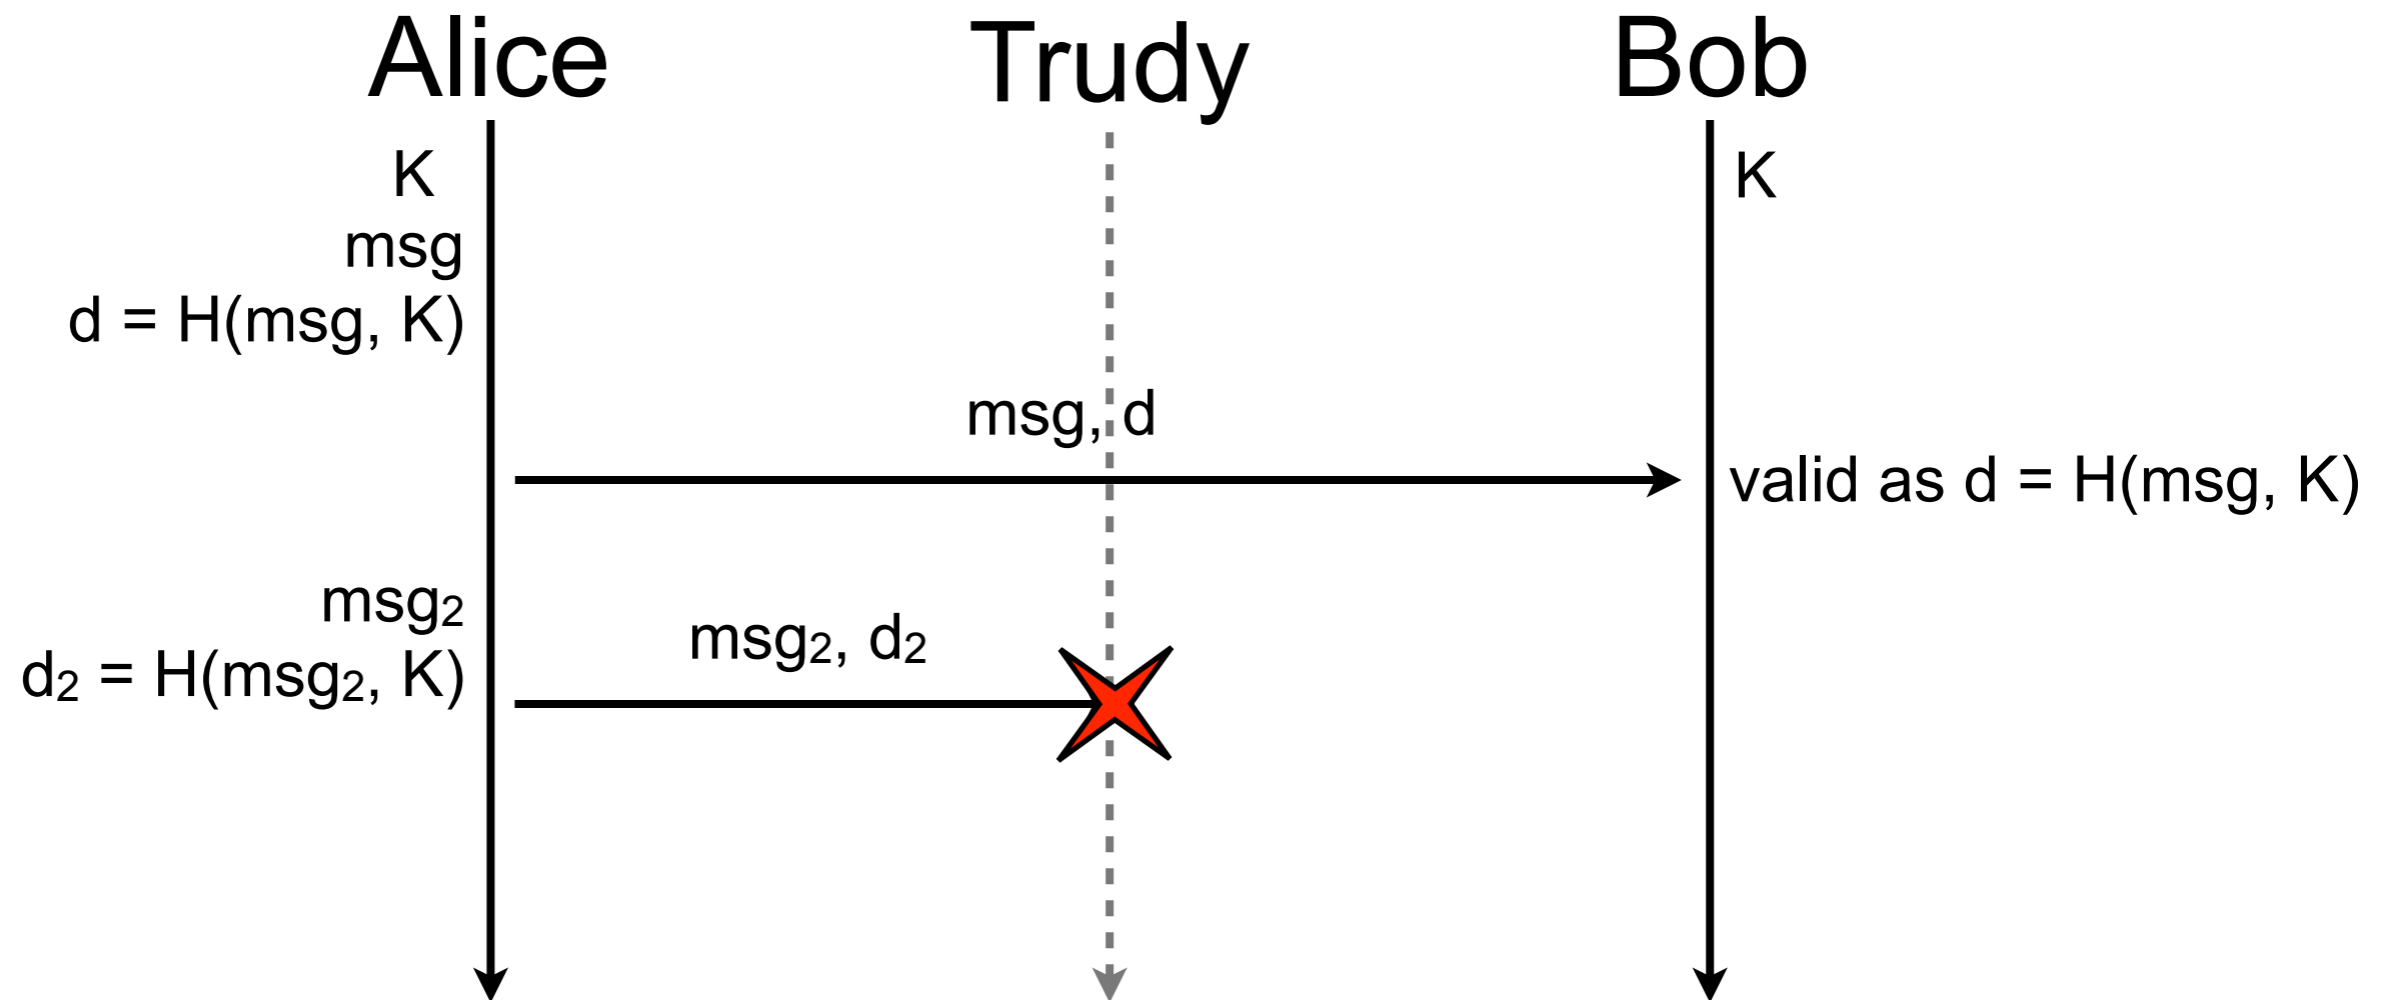 Alice Trudy Bob
K K
msg
d = H(msg, K)
msg, d
valid as d = H(msg, K)
msg₂
msg₂, d₂
d₂ = H(msg₂, K)